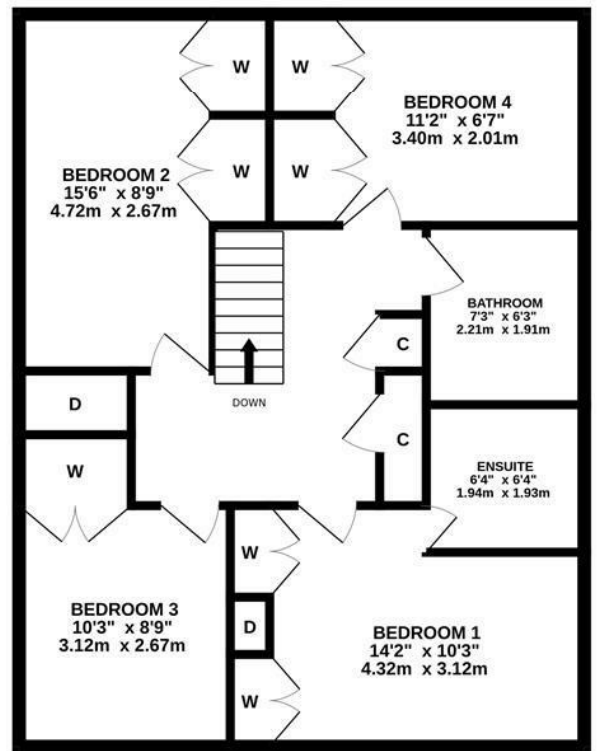 W
W
BEDROOM 4
11'2" x 6'7"
3.40m x 2.01m
BEDROOM 2
15'6" x 8'9"
4.72m x 2.67m
W
W
BATHROOM
7'3" x 6'3"
2.21m x 1.91m
C
DOWN
D
C
W
ENSUITE
6'4" x 6'4"
1.94m x 1.93m
W
BEDROOM 3
10'3" x 8'9"
3.12m x 2.67m
D
BEDROOM 1
14'2" x 10'3"
4.32m x 3.12m
W